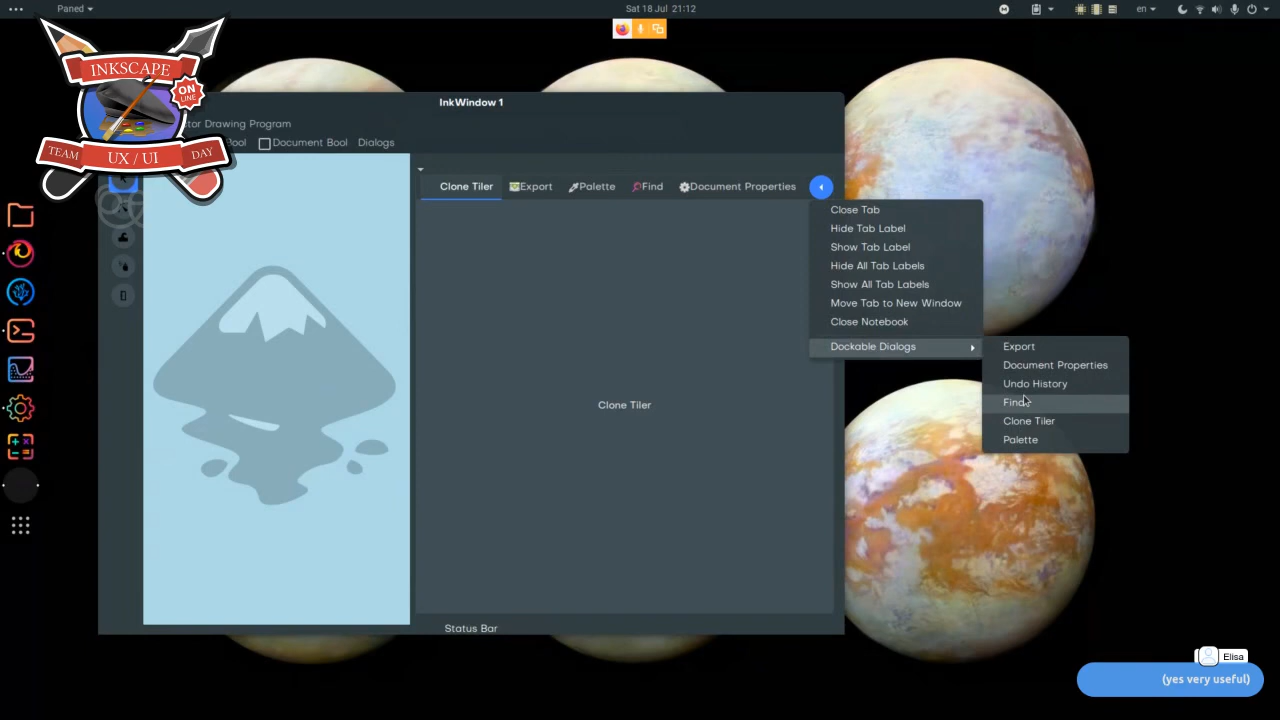 Paned
Sat 18 Jul 21:12
M
en
INKSCAPE
ON
LINE
TEAM
UX / UI
DAY
InkWindow 1
ctor Drawing Program
Bool
Document Bool
Dialogs
Clone Tiler
Export
Palette
Find
Document Properties
Close Tab
Hide Tab Label
Show Tab Label
Hide All Tab Labels
Show All Tab Labels
Move Tab to New Window
Close Notebook
Dockable Dialogs
Export
Document Properties
Undo History
Find
Clone Tiler
Palette
Clone Tiler
Status Bar
Elisa
(yes very useful)